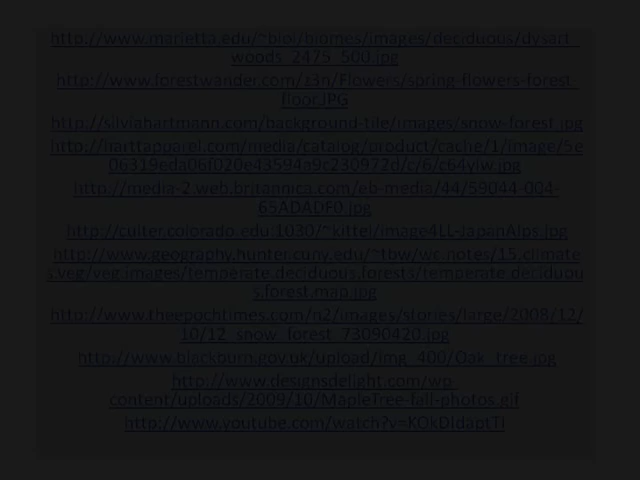 http://www.marietta.edu/~biol/biomes/images/deciduous/dysart_
woods_2475_500.jpg
http://www.forestwander.com/z3n/Flowers/spring-flowers-forest-
floor.JPG
http://silviahartmann.com/background-tile/images/snow-forest.jpg
http://harttapparel.com/media/catalog/product/cache/1/image/5e
06319eda06f020e43594a9c230972d/c/6/c64yiw.jpg
http://media-2.web.britannica.com/eb-media/44/59044-004-
65ADADF0.jpg
http://culter.colorado.edu:1030/~kittel/image4LL-JapanAlps.jpg
http://www.geography.hunter.cuny.edu/~tbw/wc.notes/15.climate
s.veg/veg.images/temperate.deciduous.forests/temperate.deciduou
s.forest.map.jpg
http://www.theepochtimes.com/n2/images/stories/large/2008/12/
10/12_snow_forest_73090420.jpg
http://www.blackburn.gov.uk/upload/img_400/Oak_tree.jpg
http://www.designsdelight.com/wp-
content/uploads/2009/10/MapleTree-fall-photos.gif
http://www.youtube.com/watch?v=KOkDIdaptTI